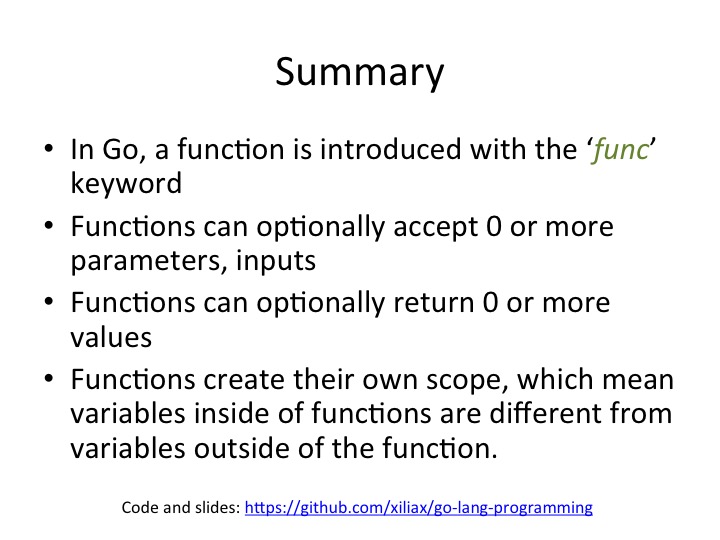 Summary
• In Go, a function is introduced with the ‘func’
keyword
• Functions can optionally accept 0 or more
parameters, inputs
• Functions can optionally return 0 or more
values
• Functions create their own scope, which mean
variables inside of functions are different from
variables outside of the function.
Code and slides: https://github.com/xiliax/go-lang-programming